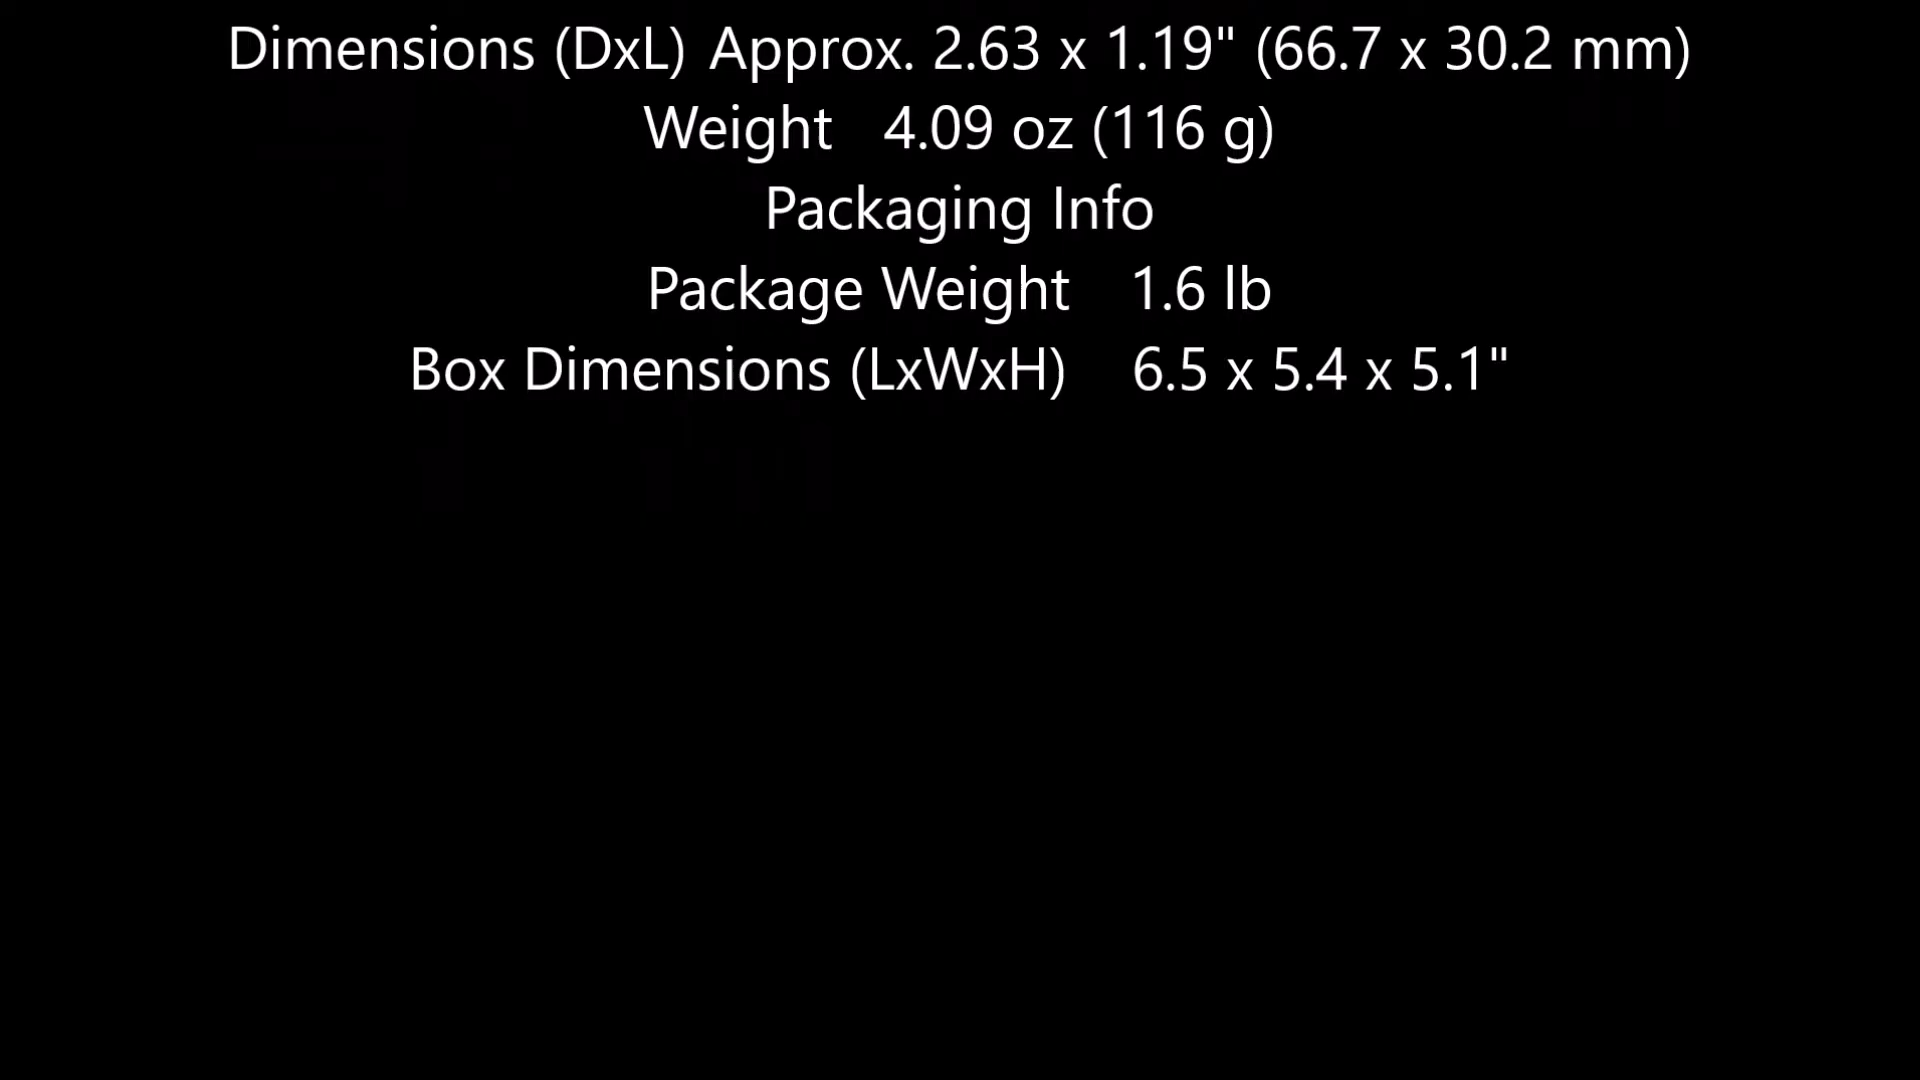 Dimensions (DxL) Approx. 2.63 x 1.19" (66.7 x 30.2 mm)
Weight 4.09 oz (116 g)
Packaging Info
Package Weight 1.6 lb
Box Dimensions (LxWxH) 6.5 x 5.4 x 5.1"